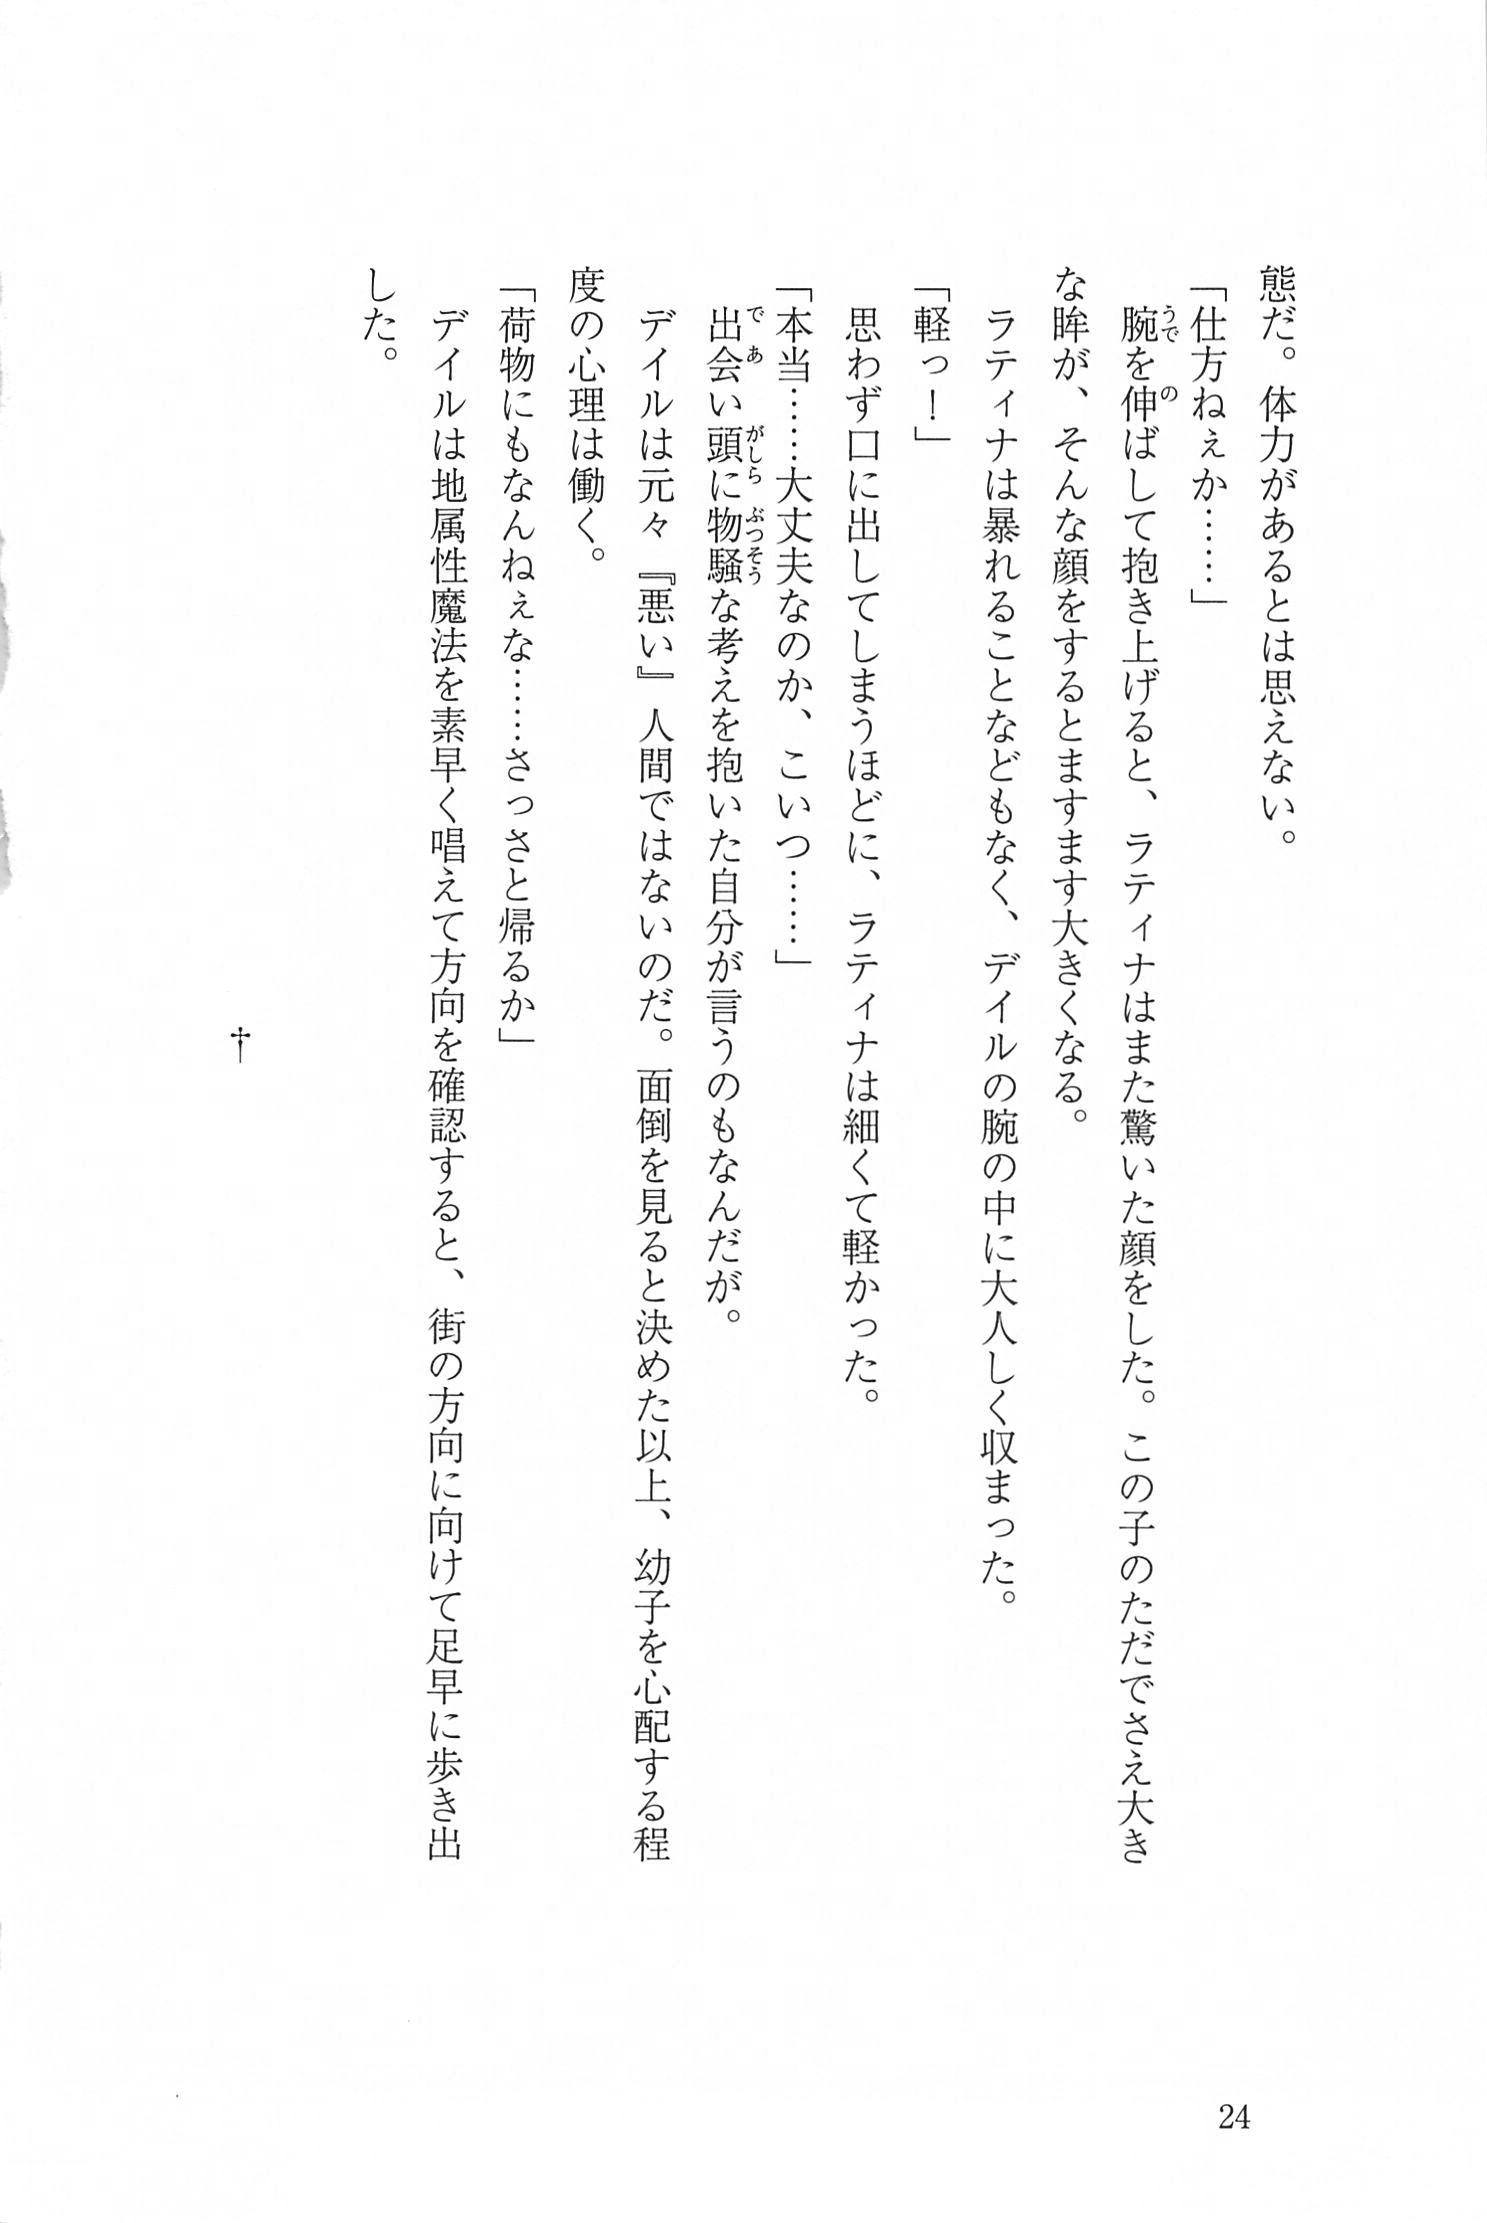 態だ。体力があるとは思えない。
「仕方ねぇか……」
　腕を伸ばして抱き上げると、ラティナはまた驚いた顔をした。この子のただでさえ大き
な眸が、そんな顔をするとますます大きくなる。
　ラティナは暴れることなどもなく、デイルの腕の中に大人しく収まった。
「軽っ！」
　思わず口に出してしまうほどに、ラティナは細くて軽かった。
「本当……大丈夫なのか、こいつ……」
　出会い頭に物騒な考えを抱いた自分が言うのもなんだが。
　デイルは元々『悪い』人間ではないのだ。面倒を見ると決めた以上、幼子を心配する程
度の心理は働く。
「荷物にもなんねぇな……さっさと帰るか」
　デイルは地属性魔法を素早く唱えて方向を確認すると、街の方向に向けて足早に歩き出
した。
†
24